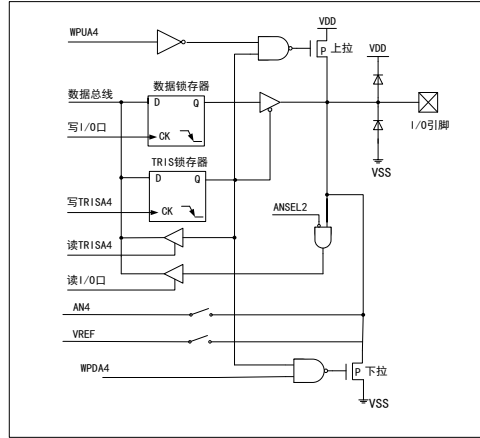 VDD
WPUA4
P 上拉
VDD
数据总线
数据锁存器
D Q
I/O引脚
写I/O口
CK
VSS
TRIS锁存器
D Q
写TRISA4
CK
ANSEL2
读TRISA4
读I/O口
AN4
VREF
WPDA4
P 下拉
VSS